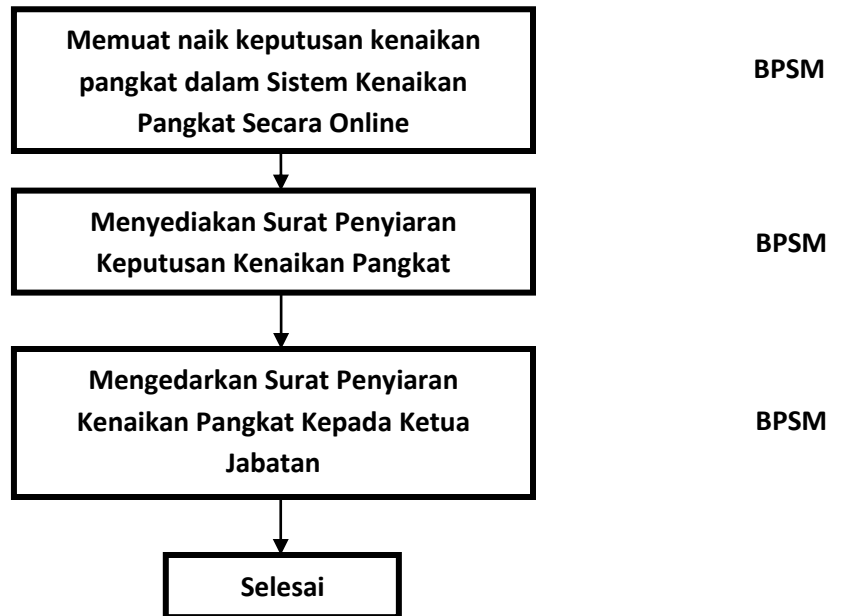 Memuat naik keputusan kenaikan
pangkat dalam Sistem Kenaikan
Pangkat Secara Online
BPSM
Menyediakan Surat Penyiaran
Keputusan Kenaikan Pangkat
BPSM
Mengedarkan Surat Penyiaran
Kenaikan Pangkat Kepada Ketua
Jabatan
BPSM
Selesai